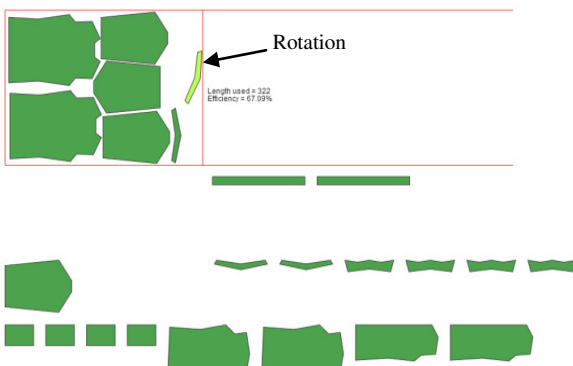 Rotation
Length used = 322
Efficiency = 67.09%